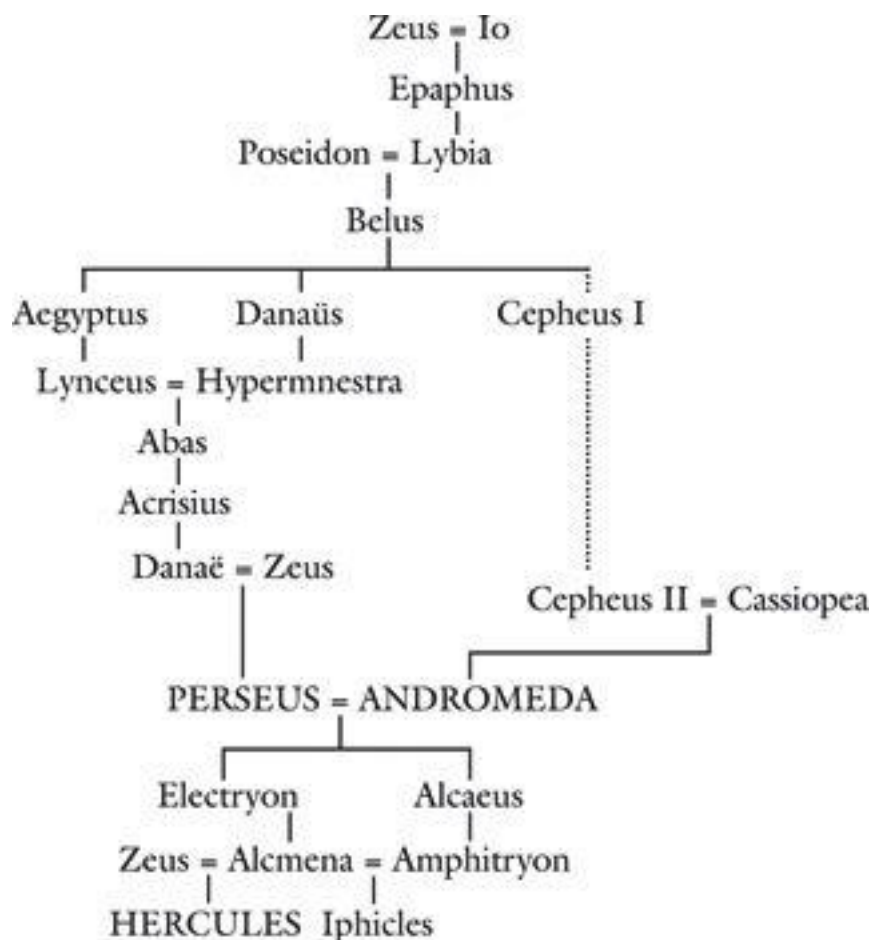 Zeus = Io
Epaphus
Poseidon = Lybia
Belus
Aegyptus Danaüs Cepheus I
Lynceus = Hypermnestra
Abas
Acrisius
Danaë = Zeus
Cepheus II = Cassiopea
PERSEUS = ANDROMEDA
Electryon Alcaeus
Zeus = Alcmena = Amphitryon
HERCULES Iphicles